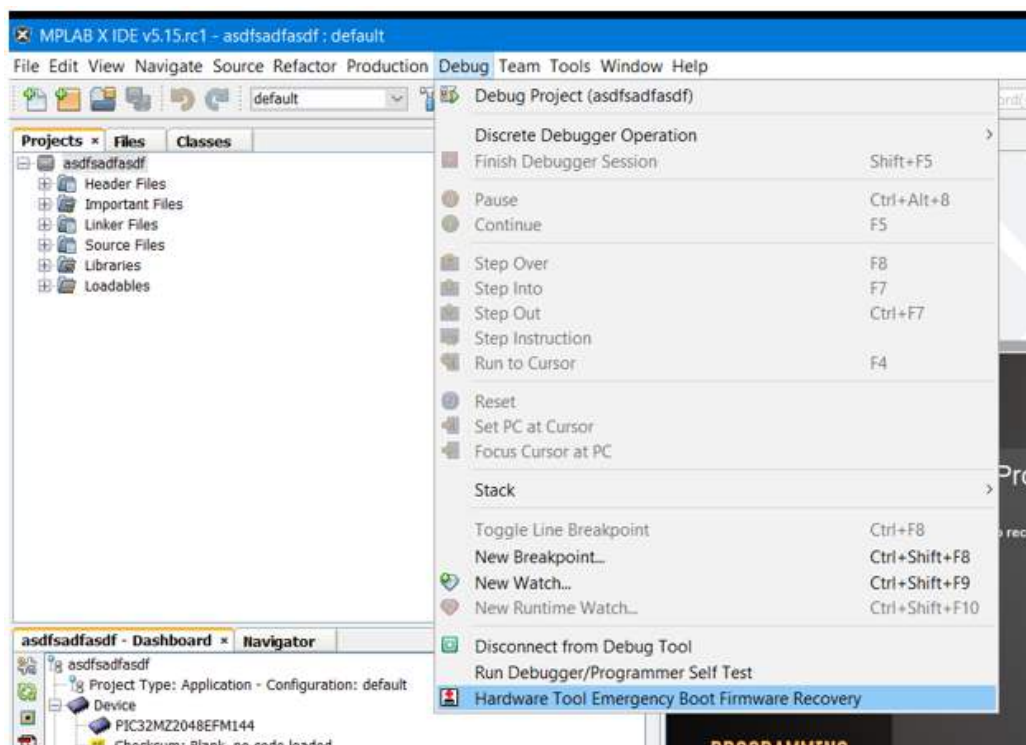 MPLAB X IDE v5.15.rc1 - asdfsadfasdf : default
File Edit View Navigate Source Refactor Production Debug Team Tools Window Help
default
Debug Project (asdfsadfasdf)
Projects × Files Classes
Discrete Debugger Operation
asdfsadfasdf
Finish Debugger Session Shift+F5
Header Files
Important Files
Linker Files
Source Files
Libraries
Loadables
Pause Ctrl+Alt+8
Continue F5
Step Over F8
Step Into F7
Step Out Ctrl+F7
Step Instruction
Run to Cursor F4
Reset
Set PC at Cursor
Focus Cursor at PC
Stack
Toggle Line Breakpoint Ctrl+F8
New Breakpoint... Ctrl+Shift+F8
New Watch... Ctrl+Shift+F9
New Runtime Watch... Ctrl+Shift+F10
Disconnect from Debug Tool
Run Debugger/Programmer Self Test
Hardware Tool Emergency Boot Firmware Recovery
asdfsadfasdf - Dashboard × Navigator
asdfsadfasdf
Project Type: Application - Configuration: default
Device
PIC32MZ2048EFM144
Checksum: Blank, no code loaded
PROGRAMMING